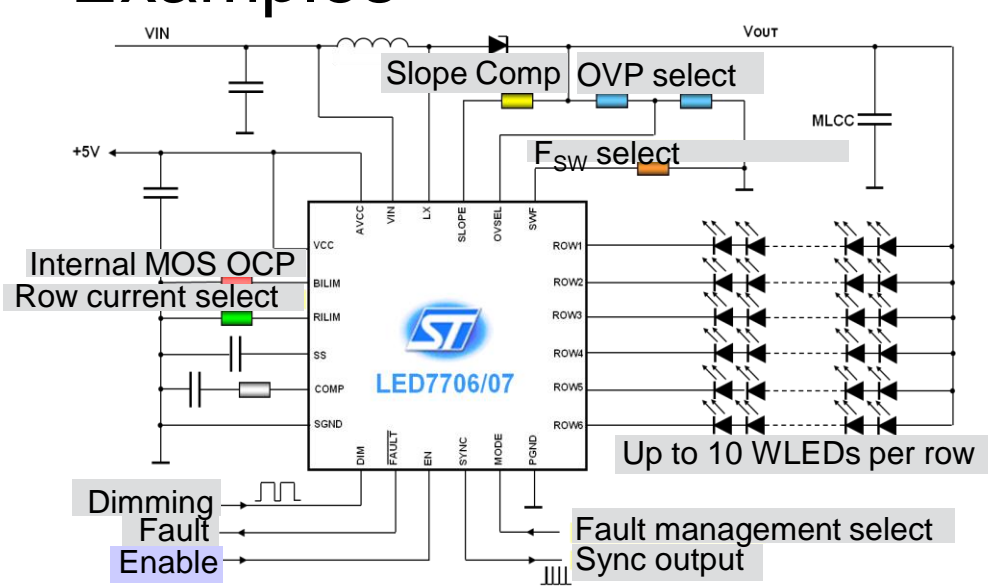 Examples
VIN
VOUT
Slope Comp
OVP select
MLCC
+5V
FSW select
AVCC
VIN
LX
SLOPE
OVSEL
SWF
VCC
ROW1
Internal MOS OCP
BILIM
ROW2
Row current select
RILIM
ROW3
ST
SS
ROW4
LED7706/07
COMP
ROW5
SGND
ROW6
DIM
FAULT
EN
SYNC
MODE
PGND
Up to 10 WLEDs per row
Dimming
Fault
Fault management select
Enable
Sync output